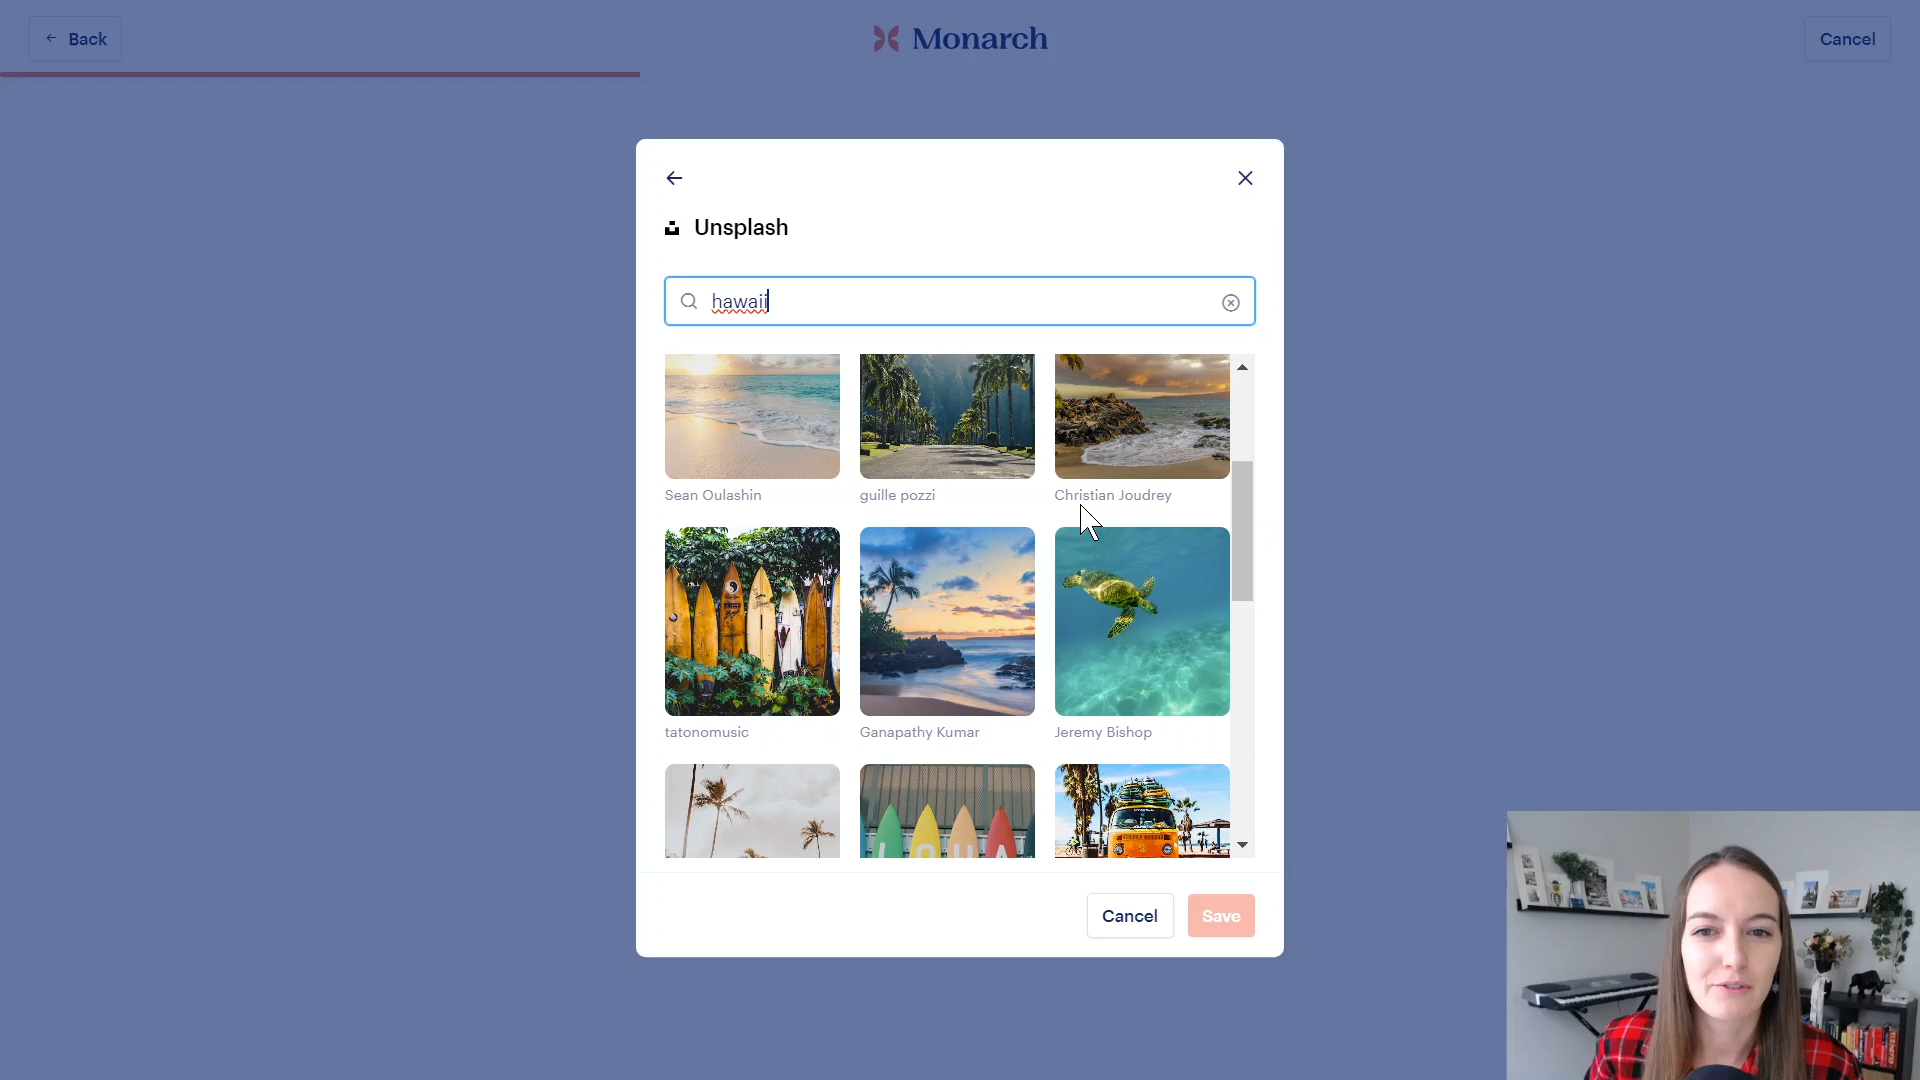 ← Back
Monarch
Cancel
Unsplash
hawaii
Sean Oulashin
guille pozzi
Christian Joudrey
tatonomusic
Ganapathy Kumar
Jeremy Bishop
Cancel
Save